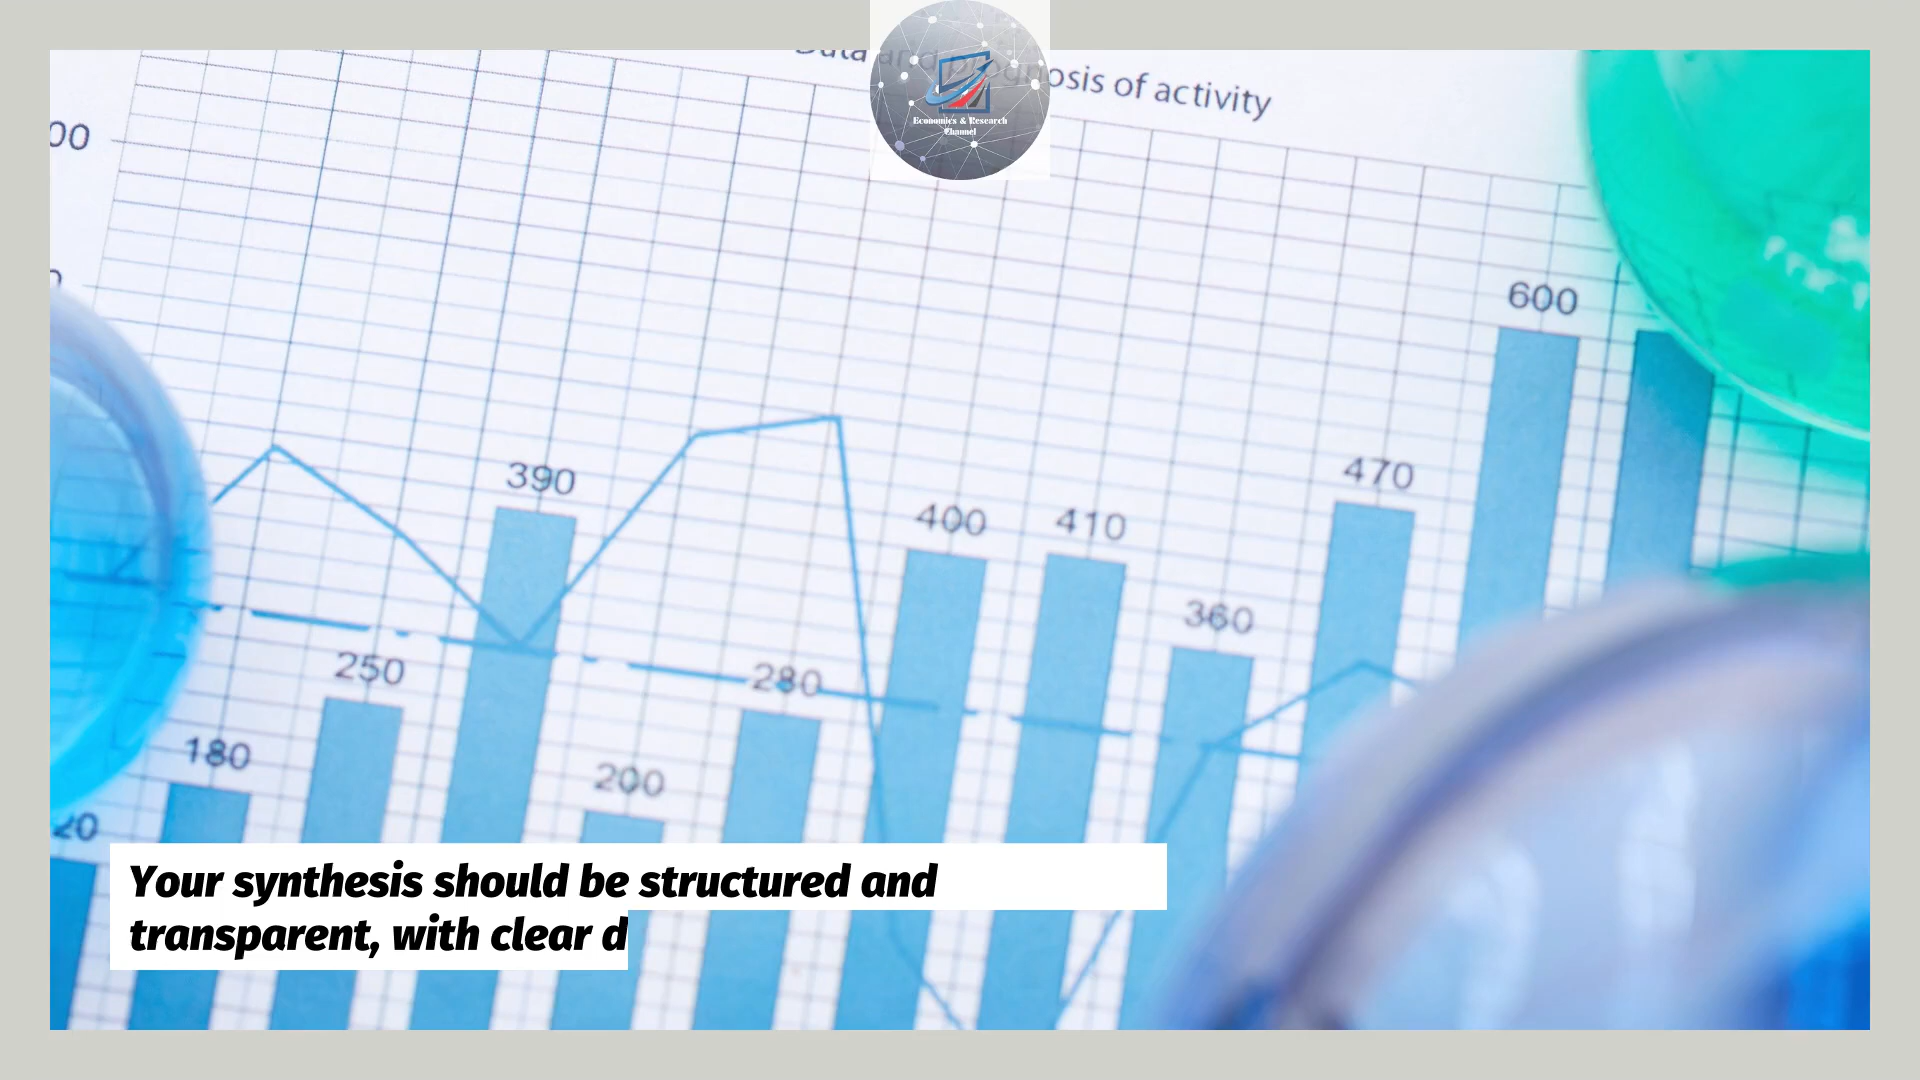 osis of activity
Economics & Research
Channel
00
600
470
390
400 410
360
250
280
180
200
20
Your synthesis should be structured and
transparent, with clear d